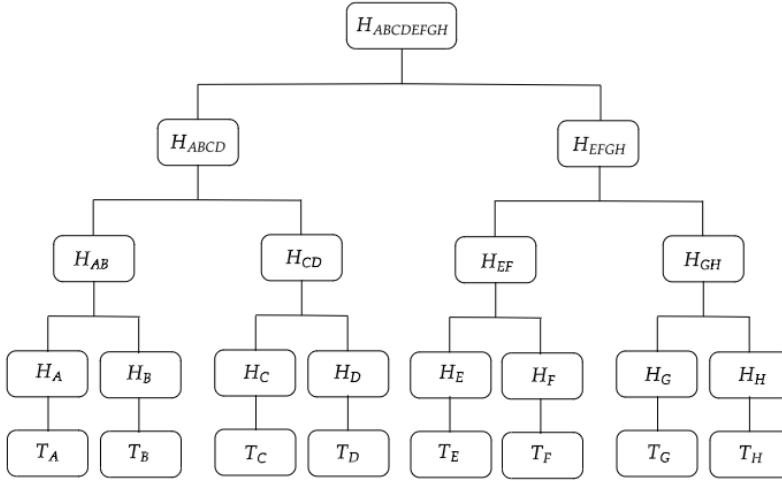 H_ABCDEFGH
H_ABCD H_EFGH
H_AB H_CD H_EF H_GH
H_A H_B H_C H_D H_E H_F H_G H_H
T_A T_B T_C T_D T_E T_F T_G T_H